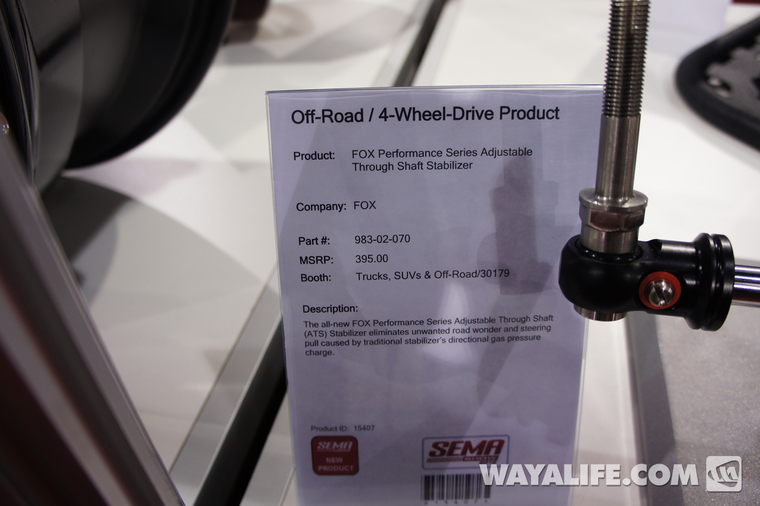 Off-Road / 4-Wheel-Drive Product
Product: FOX Performance Series Adjustable
Through Shaft Stabilizer
Company: FOX
Part #: 983-02-070
MSRP: 395.00
Booth: Trucks, SUVs & Off-Road/30179
Description:
The all-new FOX Performance Series Adjustable Through Shaft
(ATS) Stabilizer eliminates unwanted road wonder and steering
pull caused by traditional stabilizer's directional gas pressure
charge.
Product ID: 15407
SEMA
NEW
PRODUCT
SEMA
WAYALIFE.COM